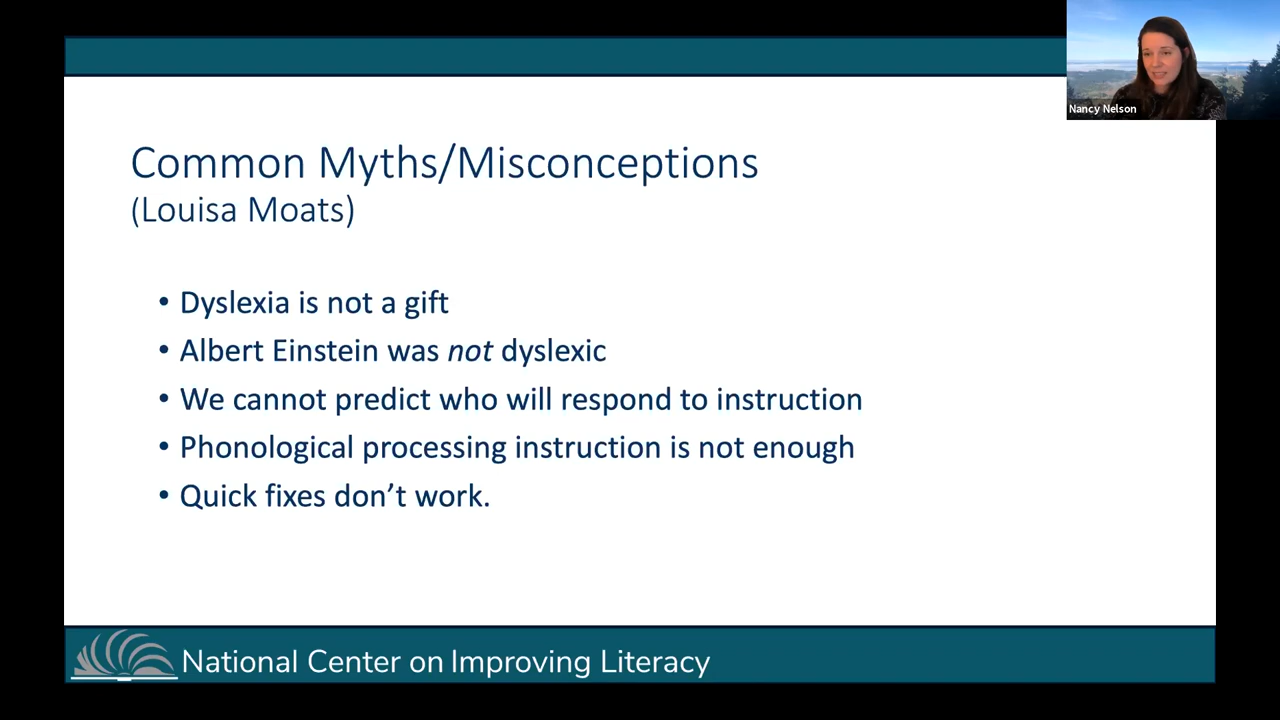 Nancy Nelson
Common Myths/Misconceptions
(Louisa Moats)
• Dyslexia is not a gift
• Albert Einstein was not dyslexic
• We cannot predict who will respond to instruction
• Phonological processing instruction is not enough
• Quick fixes don’t work.
National Center on Improving Literacy